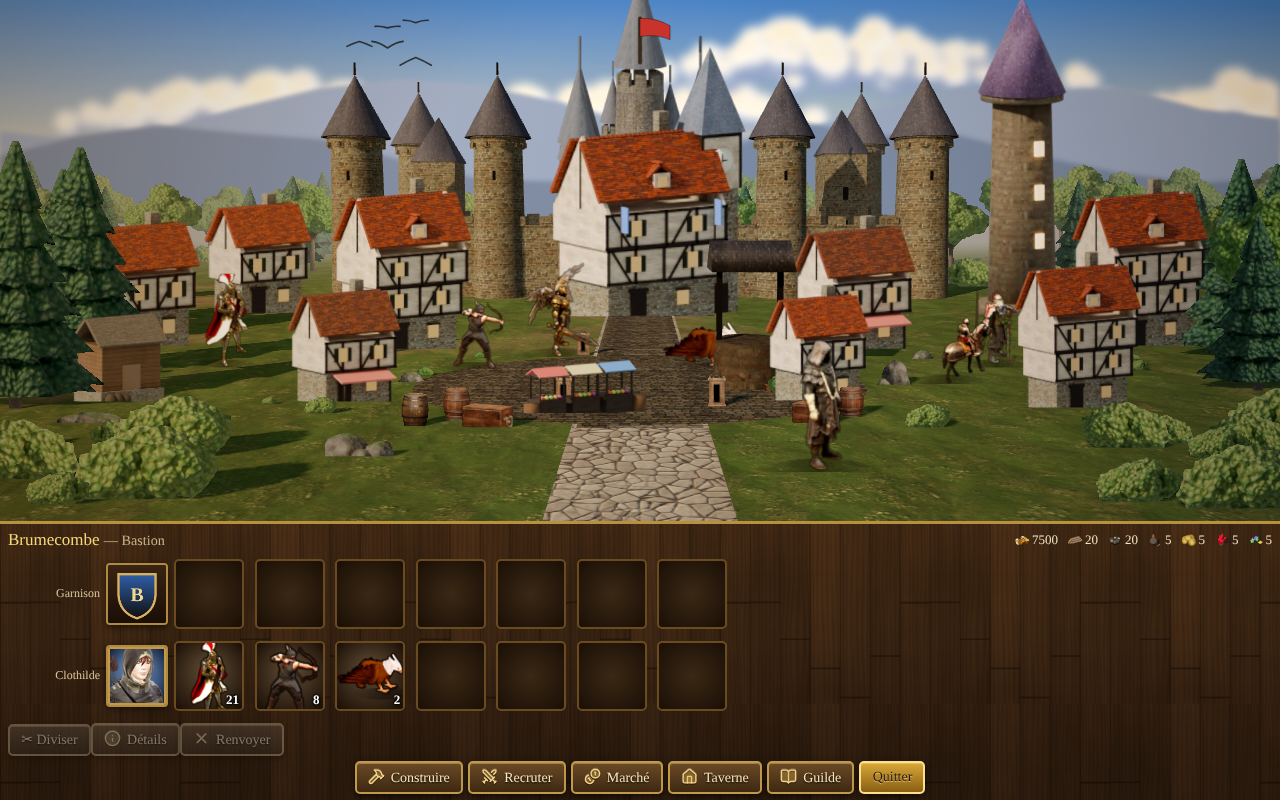 Brumecombe — Bastion
7500 20 20 5 5 5 5
Garnison
B
Clothilde
21 8 2
Diviser Détails Renvoyer
Construire Recruter Marché Taverne Guilde Quitter